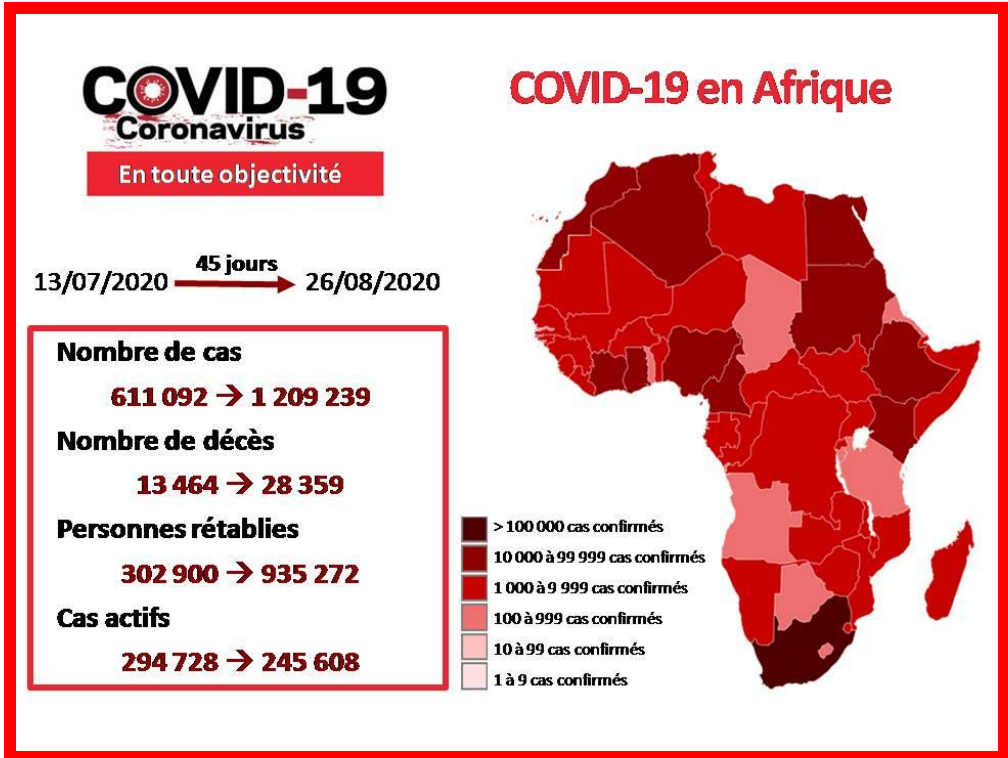 COVID-19
Coronavirus
En toute objectivité
COVID-19 en Afrique
45 jours
13/07/2020 26/08/2020
Nombre de cas
611 092 → 1 209 239
Nombre de décès
13 464 → 28 359
Personnes rétablies
302 900 → 935 272
Cas actifs
294 728 → 245 608
> 100 000 cas confirmés
10 000 à 99 999 cas confirmés
1 000 à 9 999 cas confirmés
100 à 999 cas confirmés
10 à 99 cas confirmés
1 à 9 cas confirmés